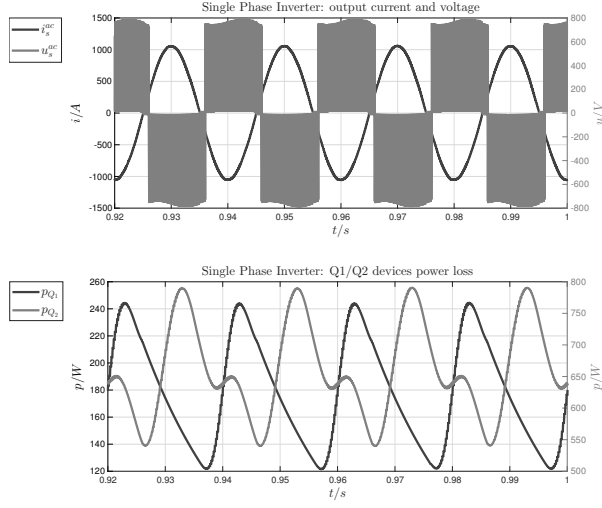 Single Phase Inverter: output current and voltage
i_s^{ac}
u_s^{ac}
1500
1000
500
0
-500
-1000
-1500
i/A
800
600
400
200
0
-200
-400
-600
-800
u/V
0.92 0.93 0.94 0.95 0.96 0.97 0.98 0.99 1
t/s
Single Phase Inverter: Q1/Q2 devices power loss
p_{Q_1}
p_{Q_2}
260
240
220
200
180
160
140
120
p/W
800
750
700
650
600
550
500
p/W
0.92 0.93 0.94 0.95 0.96 0.97 0.98 0.99 1
t/s